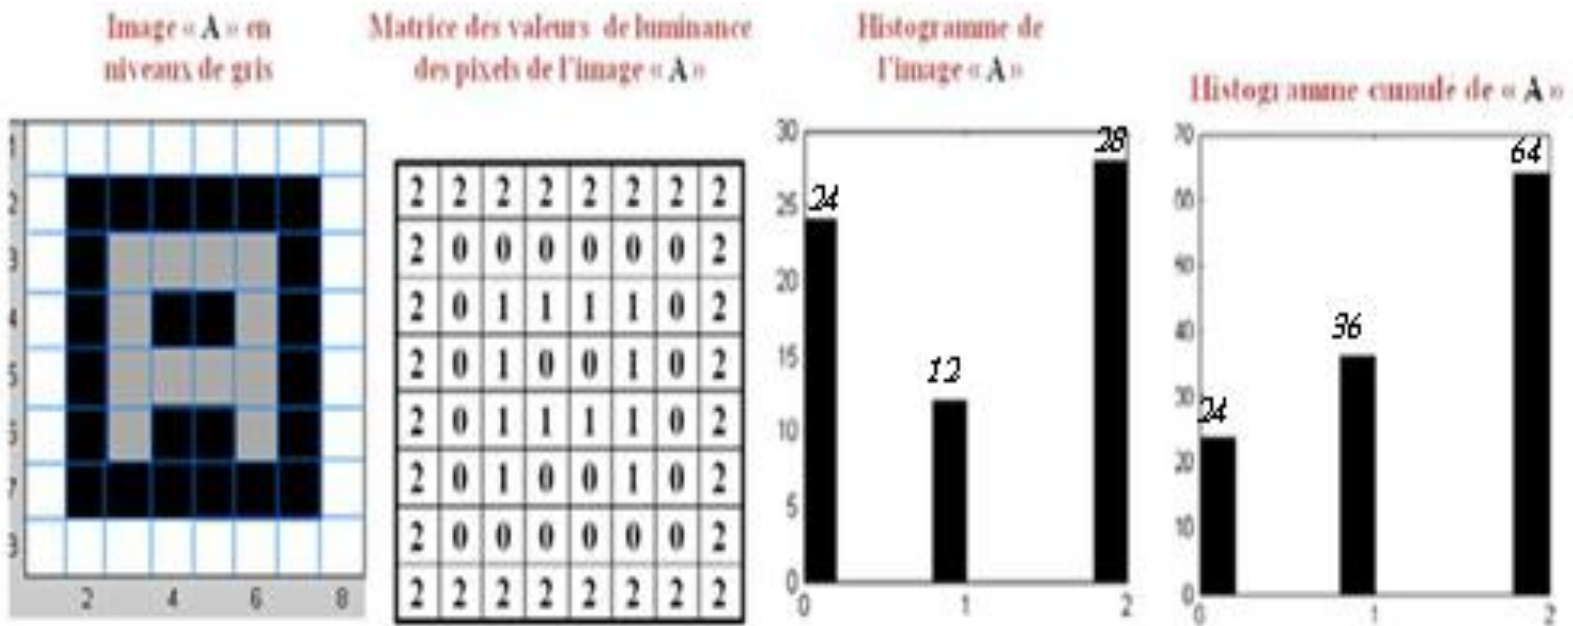 Image « A » en
niveaux de gris
1
2
3
4
5
6
7
8
2 4 6 8
Matrice des valeurs de luminance
des pixels de l'image « A »
2 2 2 2 2 2 2 2
2 0 0 0 0 0 0 2
2 0 1 1 1 1 0 2
2 0 1 0 0 1 0 2
2 0 1 1 1 1 0 2
2 0 1 0 0 1 0 2
2 0 0 0 0 0 0 2
2 2 2 2 2 2 2 2
Histogramme de
l'image « A »
30
25
20
15
10
5
0
24
12
28
0 1 2
Histogramme cumulé de « A »
70
60
50
40
30
20
10
0
24
36
64
0 1 2